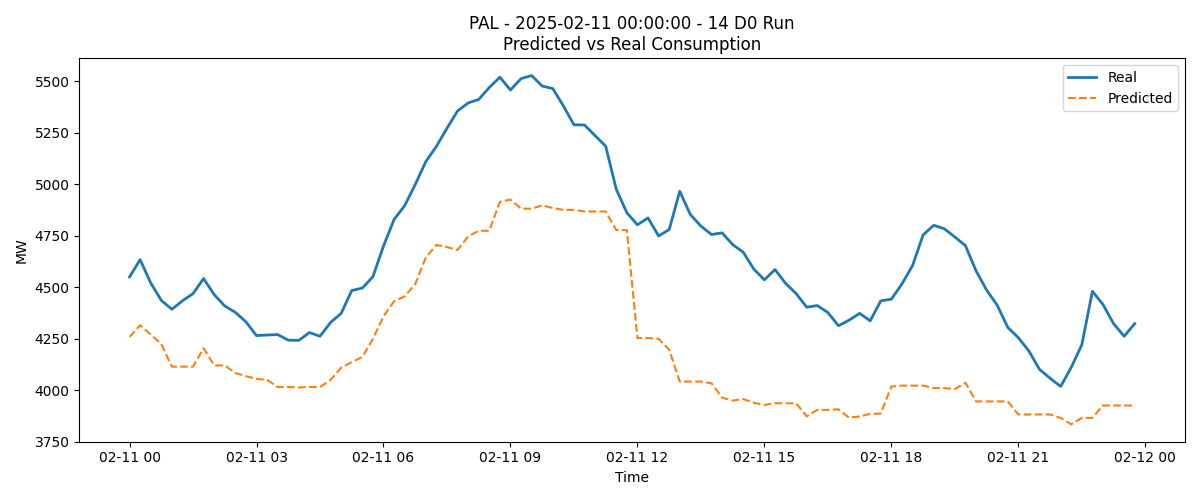 PAL - 2025-02-11 00:00:00 - 14 D0 Run
Predicted vs Real Consumption
Real
Predicted
MW
5500
5250
5000
4750
4500
4250
4000
3750
02-11 00 02-11 03 02-11 06 02-11 09 02-11 12 02-11 15 02-11 18 02-11 21 02-12 00
Time